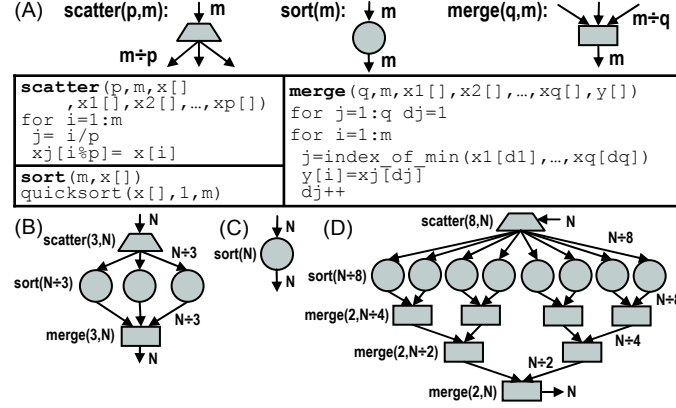 (A) scatter(p,m): m sort(m): m merge(q,m): m÷q
m÷p m m
scatter(p,m,x[]
,x1[],x2[],…,xp[])
for i=1:m
j= i/p
xj[i%p]= x[i]
sort(m,x[])
quicksort(x[],1,m)
merge(q,m,x1[],x2[],…,xq[],y[])
for j=1:q dj=1
for i=1:m
j=index_of_min(x1[d1],…,xq[dq])
y[i]=xj[dj]
dj++
(B)
N
scatter(3,N)
N÷3
sort(N÷3)
N÷3
merge(3,N)
N
(C)
N
sort(N)
N
(D)
scatter(8,N) N
N÷8
sort(N÷8)
N÷8
merge(2,N÷4)
N÷4
merge(2,N÷2)
N÷2
merge(2,N) N